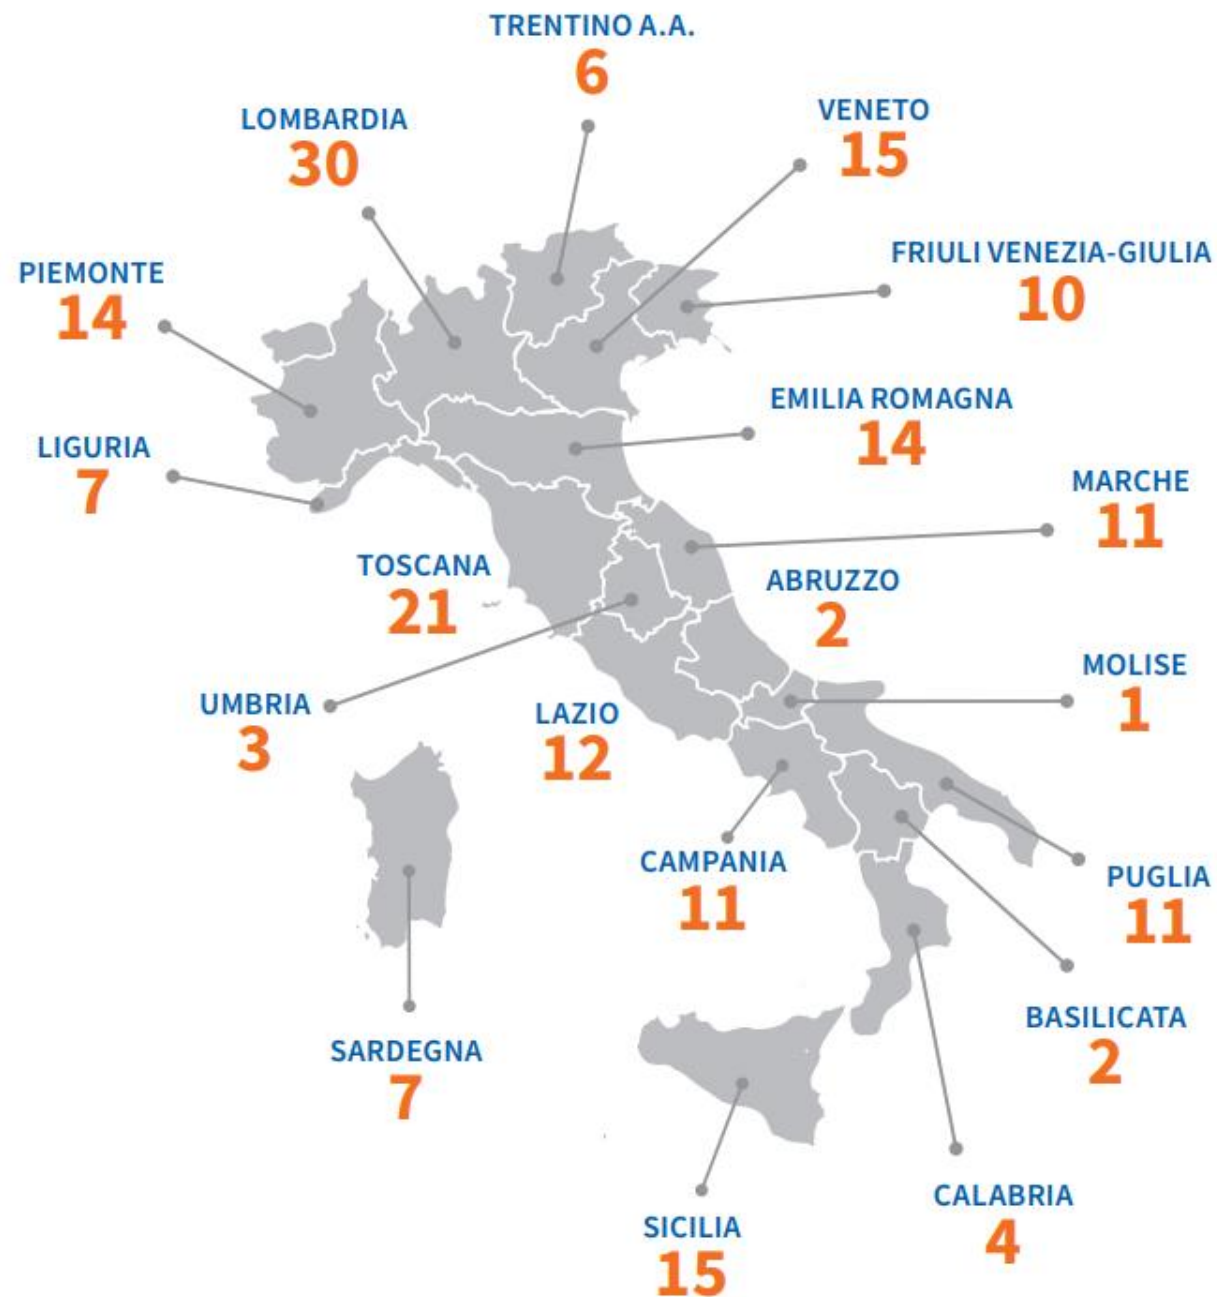 TRENTINO A.A.
6
LOMBARDIA
30
VENETO
15
FRIULI VENEZIA-GIULIA
10
PIEMONTE
14
EMILIA ROMAGNA
14
LIGURIA
7
MARCHE
11
TOSCANA
21
ABRUZZO
2
MOLISE
1
UMBRIA
3
LAZIO
12
CAMPANIA
11
PUGLIA
11
BASILICATA
2
SARDEGNA
7
CALABRIA
4
SICILIA
15